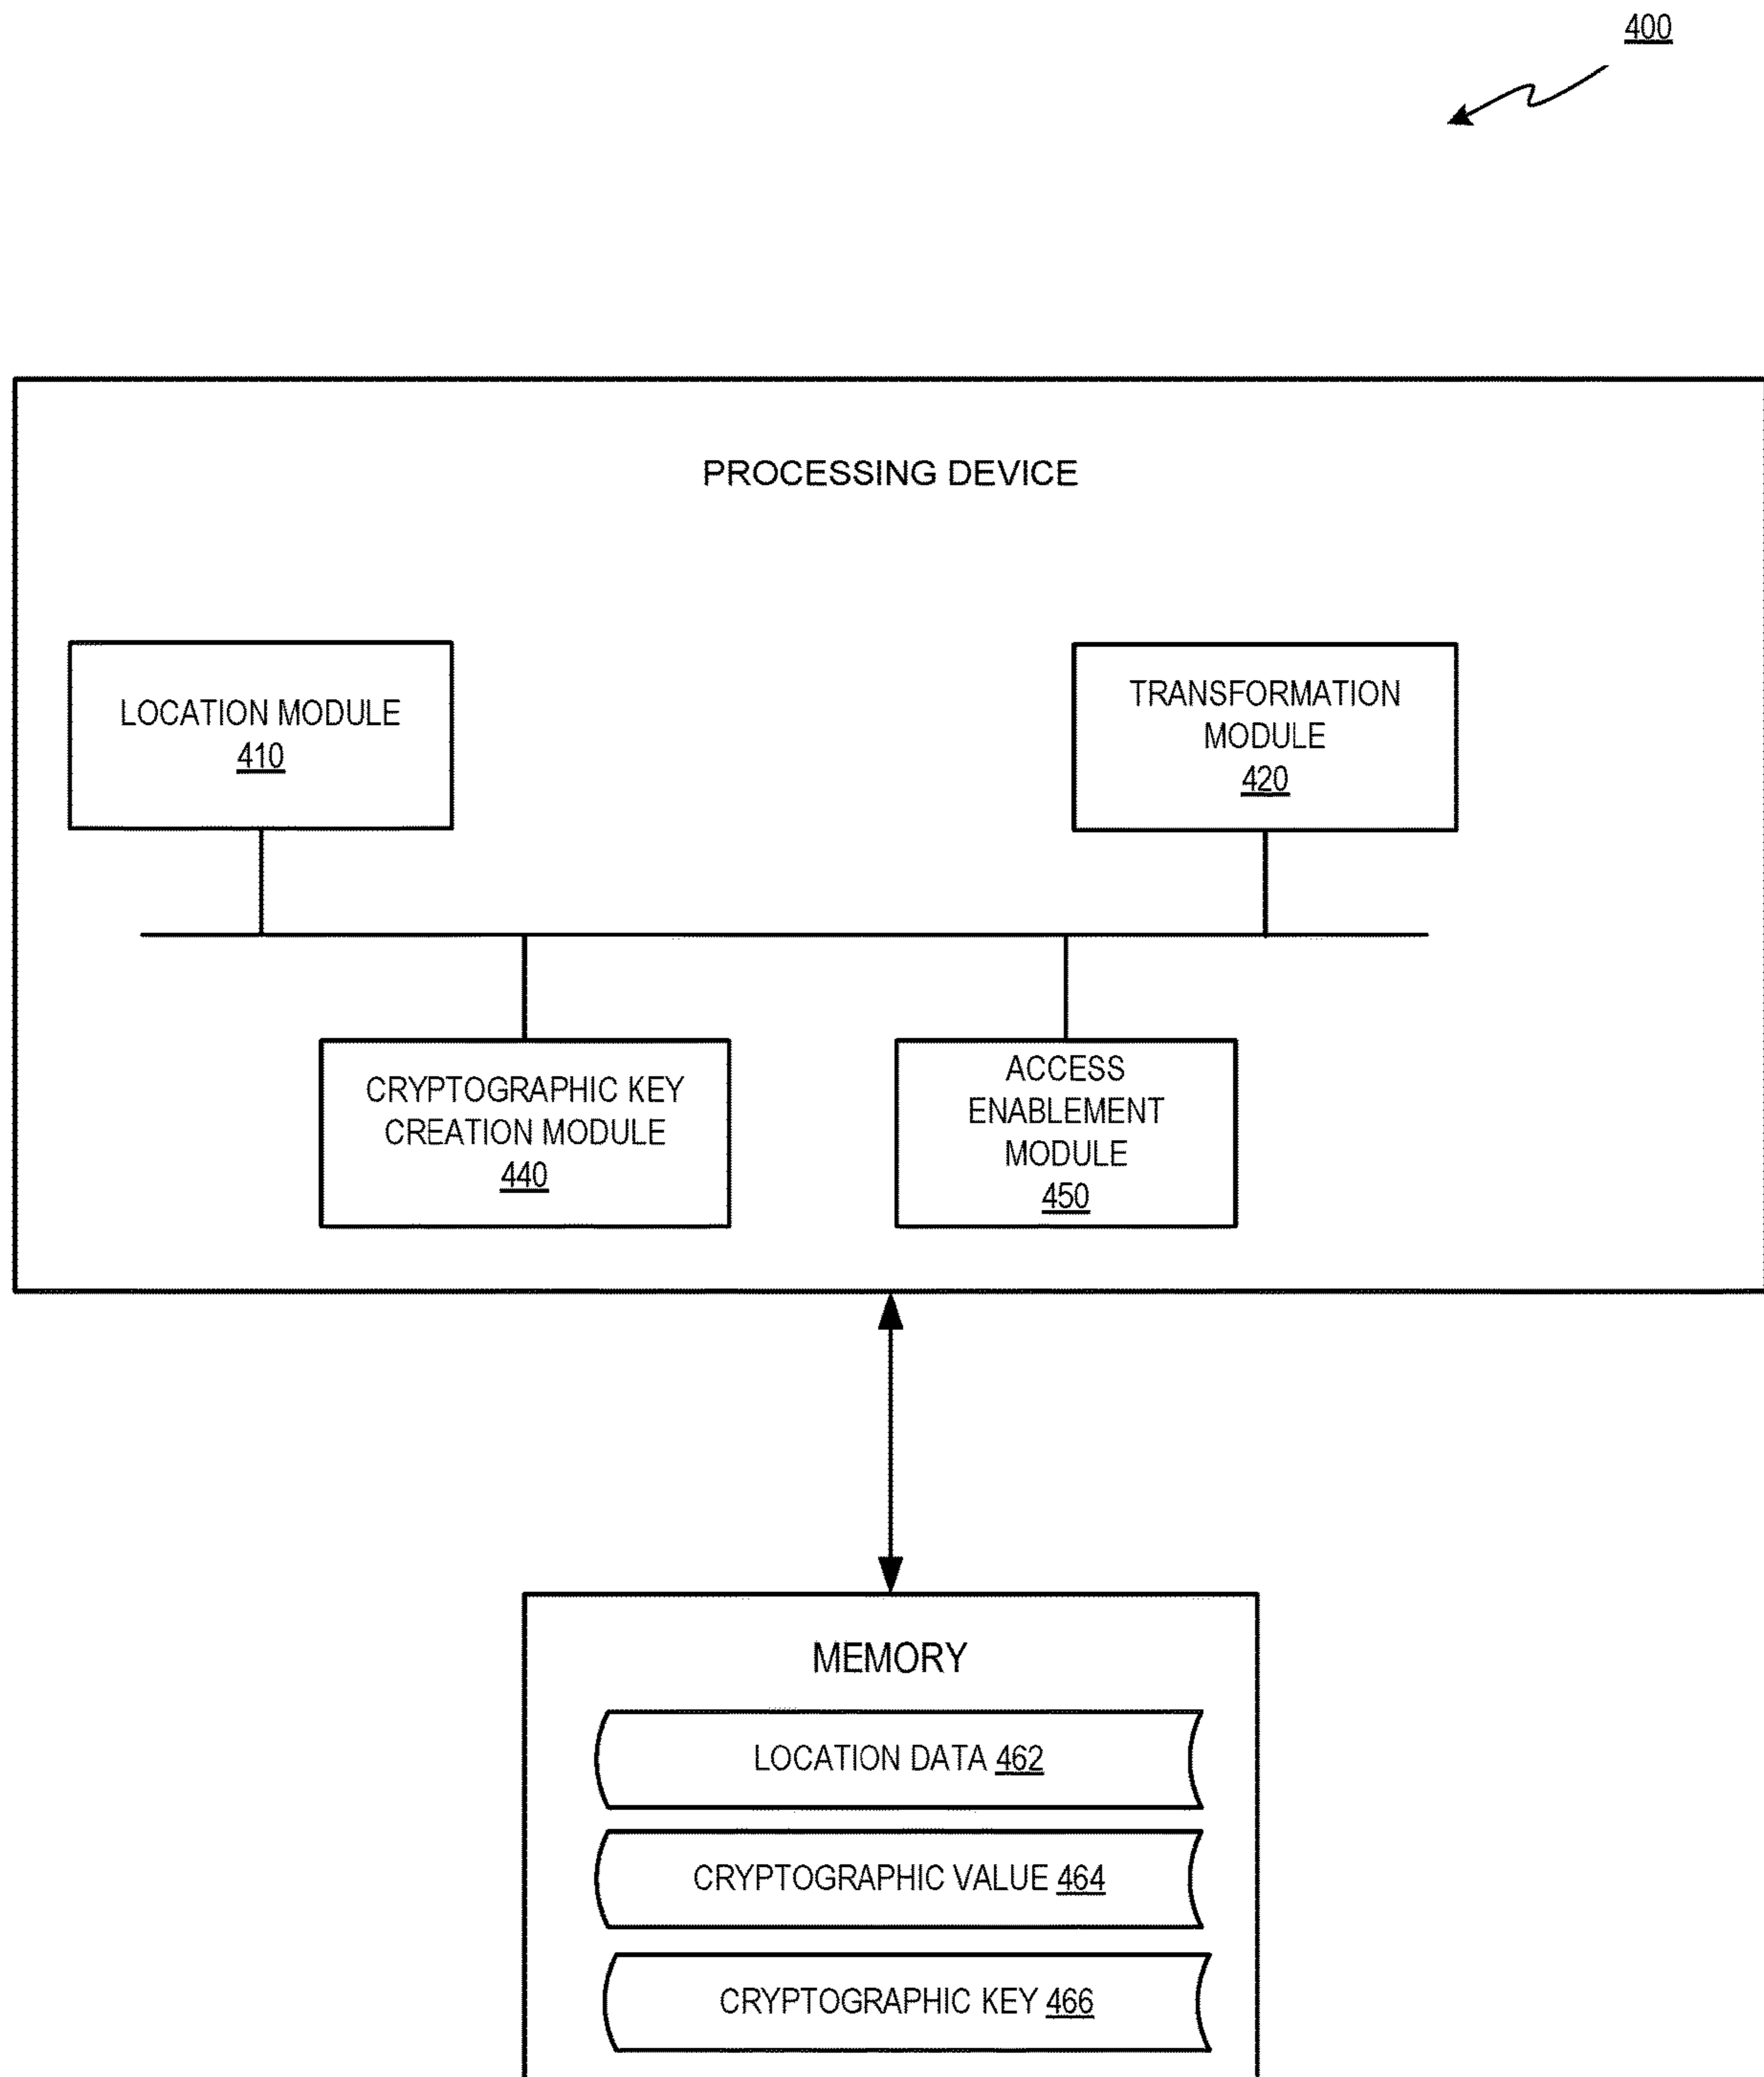 400
PROCESSING DEVICE
LOCATION MODULE
410
TRANSFORMATION
MODULE
420
CRYPTOGRAPHIC KEY
CREATION MODULE
440
ACCESS
ENABLEMENT
MODULE
450
MEMORY
LOCATION DATA 462
CRYPTOGRAPHIC VALUE 464
CRYPTOGRAPHIC KEY 466